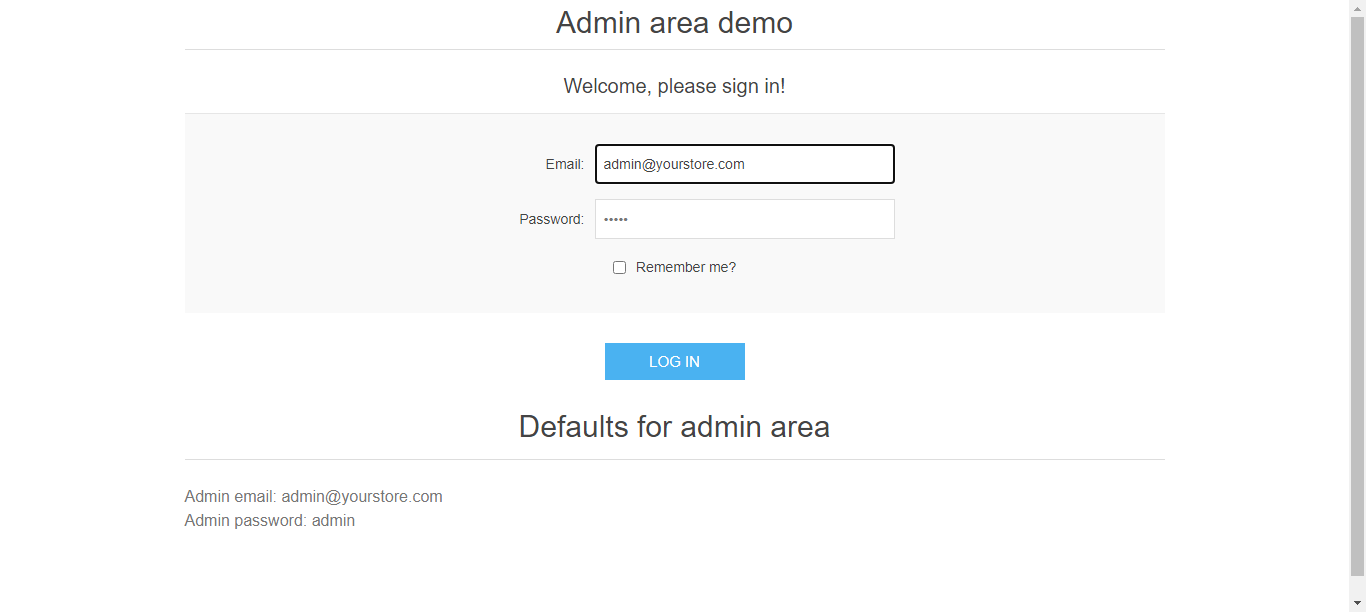 Admin area demo
Welcome, please sign in!
Email: admin@yourstore.com
Password: •••••
Remember me?
LOG IN
Defaults for admin area
Admin email: admin@yourstore.com
Admin password: admin